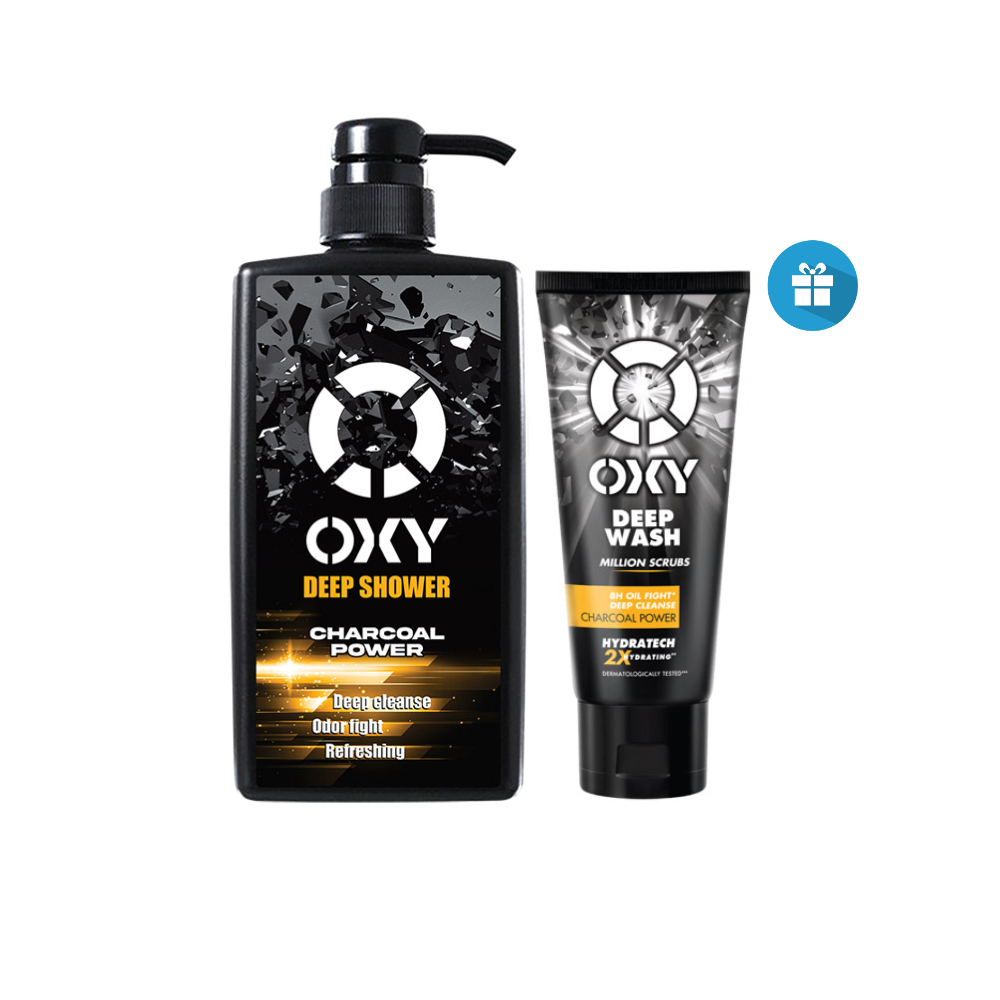 OXY
DEEP SHOWER
CHARCOAL
POWER
Deep cleanse
Odor fight
Refreshing
OXY
DEEP
WASH
MILLION SCRUBS
8H OIL FIGHT*
DEEP CLEANSE
CHARCOAL POWER
HYDRATECH
2XYDRATING**
DERMATOLOGICALLY TESTED***